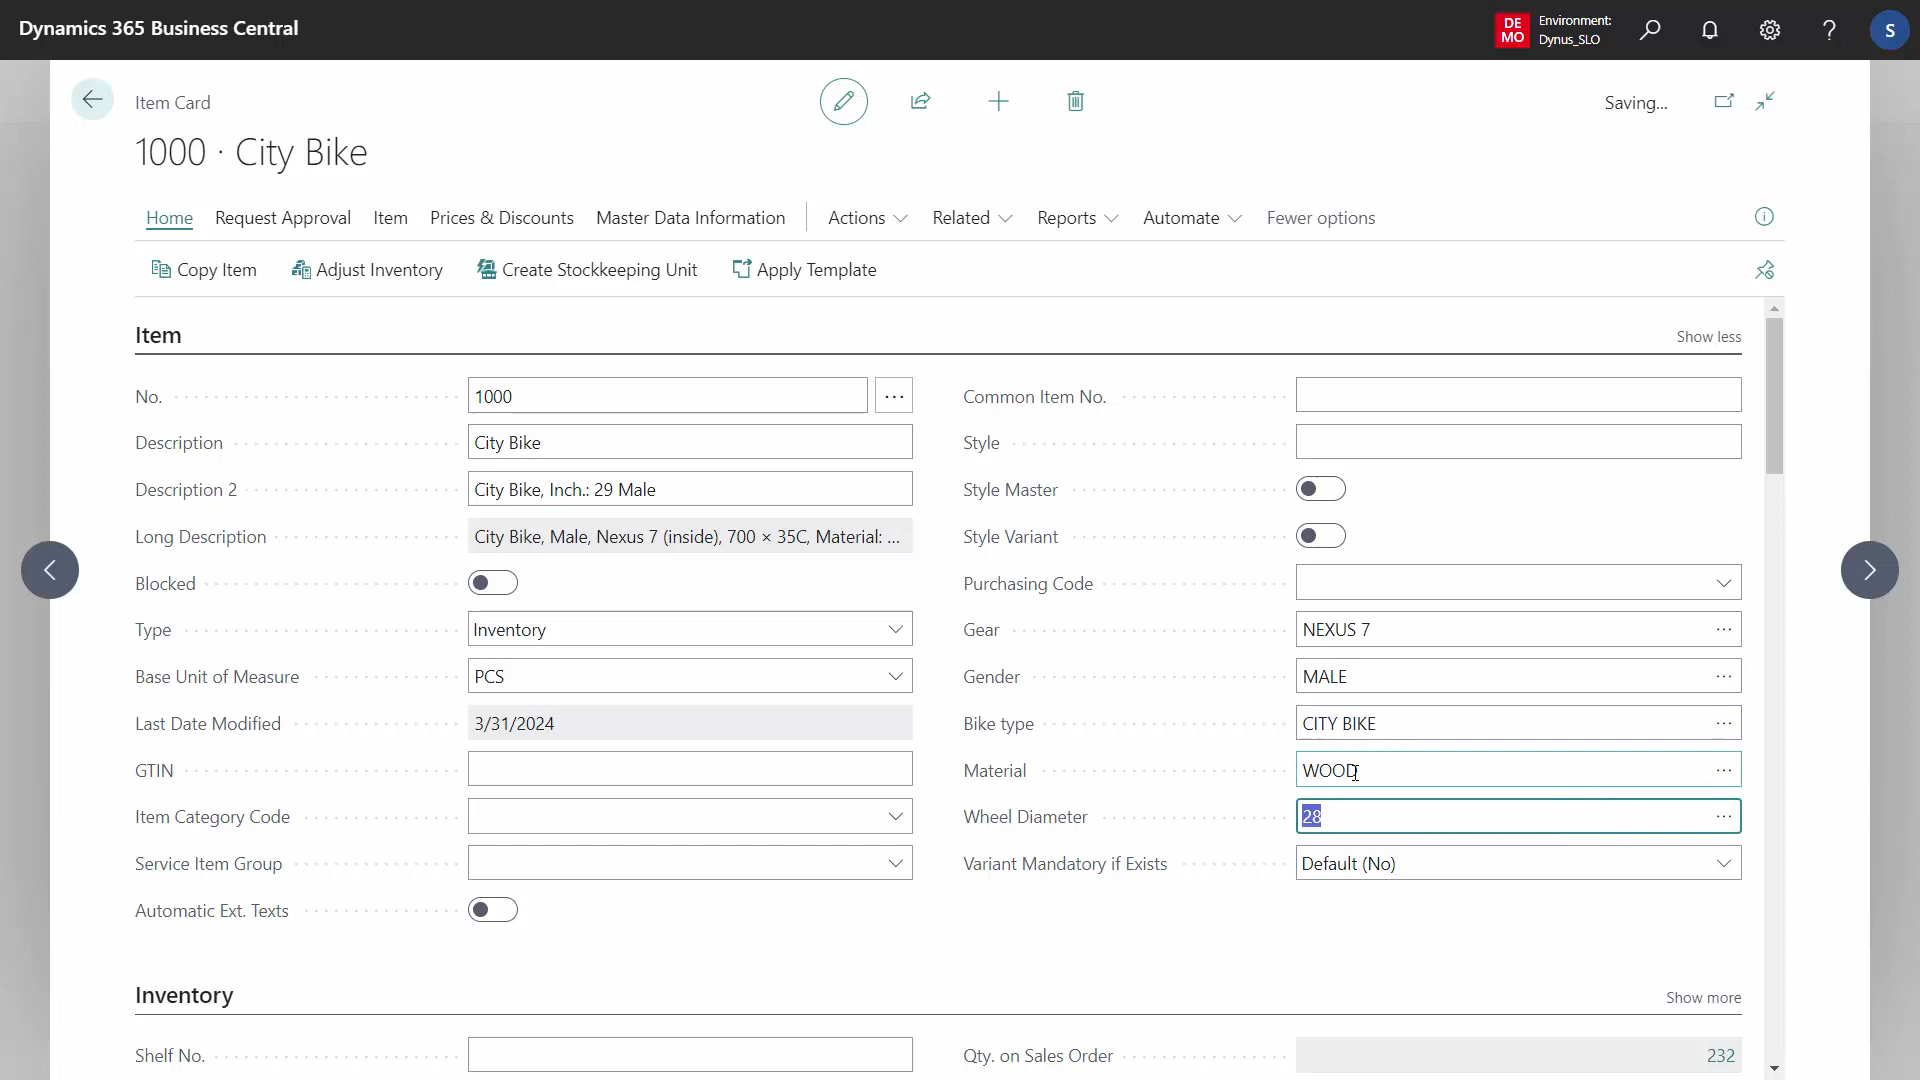 Dynamics 365 Business Central
DE
MO
Environment:
Dynus_SLO
?
S
Item Card
Saving...
1000 · City Bike
Home Request Approval Item Prices & Discounts Master Data Information Actions Related Reports Automate Fewer options
Copy Item Adjust Inventory Create Stockkeeping Unit Apply Template
Item Show less
No. 1000 ... Common Item No.
Description City Bike Style
Description 2 City Bike, Inch.: 29 Male Style Master
Long Description City Bike, Male, Nexus 7 (inside), 700 × 35C, Material: ... Style Variant
Blocked Purchasing Code
Type Inventory Gear NEXUS 7 ...
Base Unit of Measure PCS Gender MALE ...
Last Date Modified 3/31/2024 Bike type CITY BIKE ...
GTIN Material WOOD ...
Item Category Code Wheel Diameter 28 ...
Service Item Group Variant Mandatory if Exists Default (No)
Automatic Ext. Texts
Inventory Show more
Shelf No. Qty. on Sales Order 232